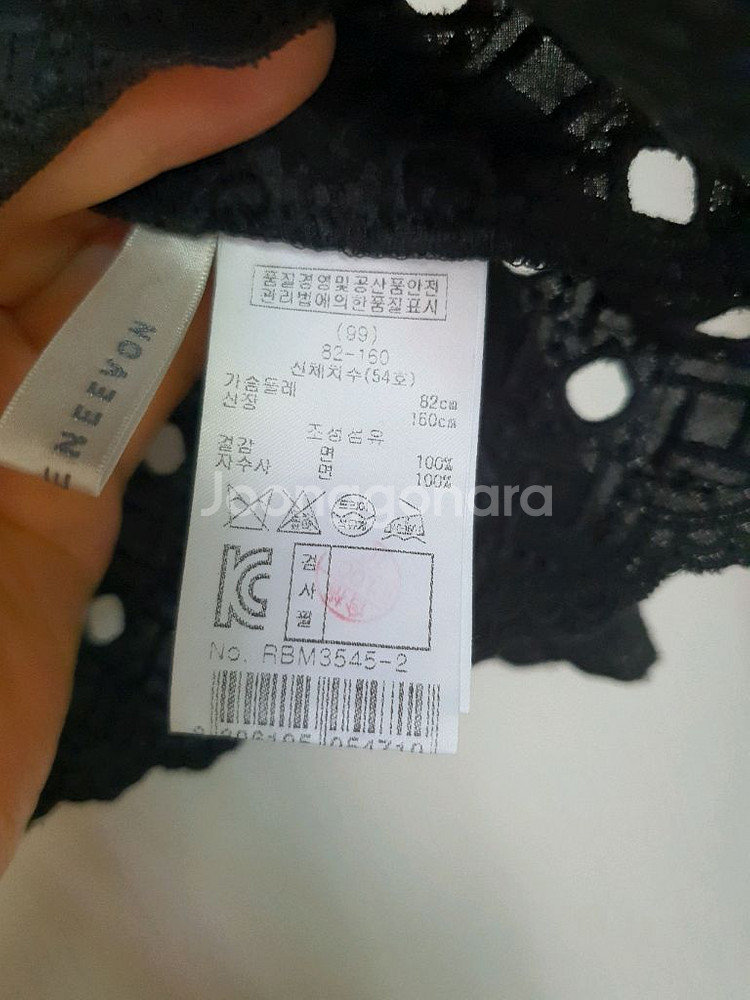 품질경영및공산품안전
관리법에의한품질표시
(99)
82-160
신체치수(54호)
가슴둘레 82cm
신장 160cm
조성섬유
겉감 면 100%
자수사 면 100%
Joonggonara
검사필
No. RBM3545-2